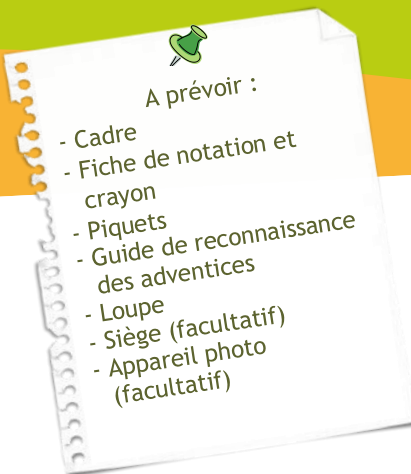 A prévoir :
- Cadre
- Fiche de notation et
crayon
- Piquets
- Guide de reconnaissance
des adventices
- Loupe
- Siège (facultatif)
- Appareil photo
(facultatif)